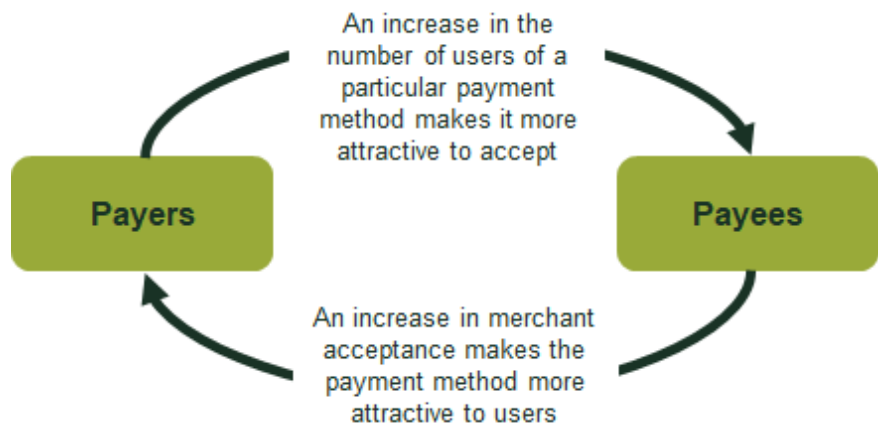 An increase in the
number of users of a
particular payment
method makes it more
attractive to accept
Payers
Payees
An increase in merchant
acceptance makes the
payment method more
attractive to users